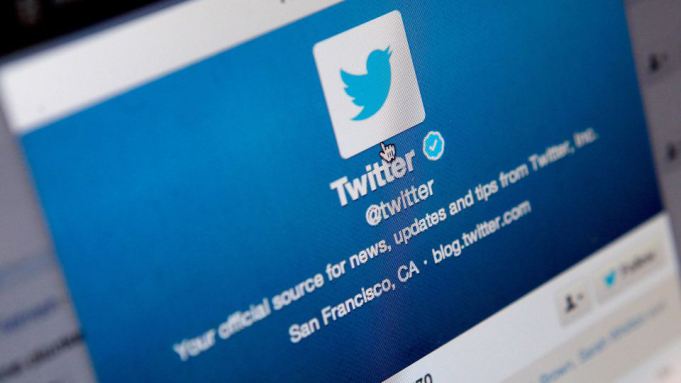 Twitter
@twitter
Your official source for news, updates and tips from Twitter, Inc.
San Francisco, CA · blog.twitter.com
Follow